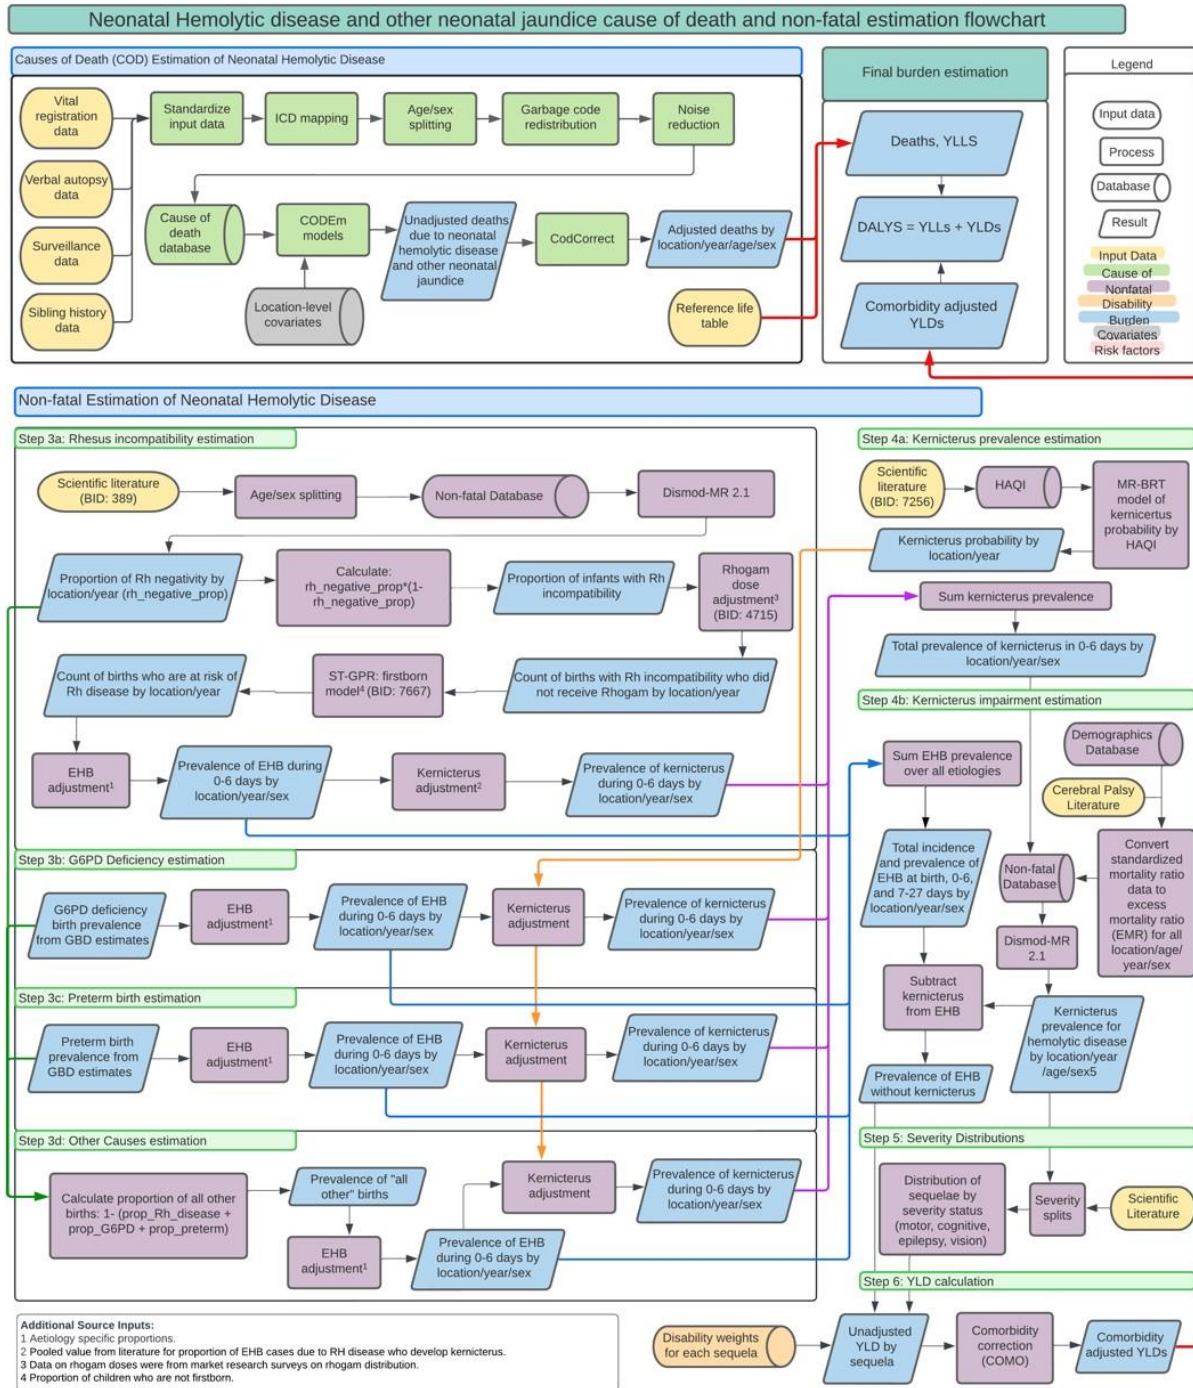 Neonatal Hemolytic disease and other neonatal jaundice cause of death and non-fatal estimation flowchart
Causes of Death (COD) Estimation of Neonatal Hemolytic Disease
Vital
registration
data
Verbal autopsy
data
Surveillance
data
Sibling history
data
Standardize
input data
ICD mapping
Age/sex
splitting
Garbage code
redistribution
Noise
reduction
Cause of
death
database
CODEm
models
Unadjusted deaths
due to neonatal
hemolytic disease
and other neonatal
jaundice
CodCorrect
Adjusted deaths by
location/year/age/sex
Location-level
covariates
Reference life
table
Final burden estimation
Deaths, YLLS
DALYS = YLLs + YLDs
Comorbidity adjusted
YLDs
Legend
Input data
Process
Database
Result
Input Data
Cause of
Nonfatal
Disability
Burden
Covariates
Risk factors
Non-fatal Estimation of Neonatal Hemolytic Disease
Step 3a: Rhesus incompatibility estimation
Scientific literature
(BID: 389)
Age/sex splitting
Non-fatal Database
Dismod-MR 2.1
Proportion of Rh negativity by
location/year (rh_negative_prop)
Calculate:
rh_negative_prop*(1-
rh_negative_prop)
Proportion of infants with Rh
incompatibility
Rhogam
dose
adjustment³
(BID: 4715)
Count of births who are at risk of
Rh disease by location/year
ST-GPR: firstborn
model⁴ (BID: 7667)
Count of births with Rh incompatibility who did
not receive Rhogam by location/year
EHB
adjustment¹
Prevalence of EHB during
0-6 days by
location/year/sex
Kernicterus
adjustment²
Prevalence of kernicterus
during 0-6 days by
location/year/sex
Step 3b: G6PD Deficiency estimation
G6PD deficiency
birth prevalence
from GBD estimates
EHB
adjustment¹
Prevalence of EHB
during 0-6 days by
location/year/sex
Kernicterus
adjustment
Prevalence of kernicterus
during 0-6 days by
location/year/sex
Step 3c: Preterm birth estimation
Preterm birth
prevalence from
GBD estimates
EHB
adjustment¹
Prevalence of EHB
during 0-6 days by
location/year/sex
Kernicterus
adjustment
Prevalence of kernicterus
during 0-6 days by
location/year/sex
Step 3d: Other Causes estimation
Calculate proportion of all other
births: 1- (prop_Rh_disease +
prop_G6PD + prop_preterm)
Prevalence of "all
other" births
EHB
adjustment¹
Prevalence of EHB
during 0-6 days by
location/year/sex
Kernicterus
adjustment
Prevalence of kernicterus
during 0-6 days by
location/year/sex
Step 4a: Kernicterus prevalence estimation
Scientific
literature
(BID: 7256)
HAQI
MR-BRT
model of
kernicertus
probability by
HAQI
Kernicterus probability by
location/year
Sum kernicterus prevalence
Total prevalence of kernicterus in 0-6 days by
location/year/sex
Step 4b: Kernicterus impairment estimation
Sum EHB prevalence
over all etiologies
Demographics
Database
Cerebral Palsy
Literature
Total incidence
and prevalence of
EHB at birth, 0-6,
and 7-27 days by
location/year/sex
Non-fatal
Database
Convert
standardized
mortality ratio
data to
excess
mortality ratio
(EMR) for all
location/age/
year/sex
Dismod-MR
2.1
Subtract
kernicterus
from EHB
Kernicterus
prevalence for
hemolytic disease
by location/year
/age/sex5
Prevalence of EHB
without kernicterus
Step 5: Severity Distributions
Distribution of
sequelae by
severity status
(motor, cognitive,
epilepsy, vision)
Severity
splits
Scientific
Literature
Step 6: YLD calculation
Disability weights
for each sequela
Unadjusted
YLD by
sequela
Comorbidity
correction
(COMO)
Comorbidity
adjusted YLDs
Additional Source Inputs:
1 Aetiology specific proportions.
2 Pooled value from literature for proportion of EHB cases due to RH disease who develop kernicterus.
3 Data on rhogam doses were from market research surveys on rhogam distribution.
4 Proportion of children who are not firstborn.